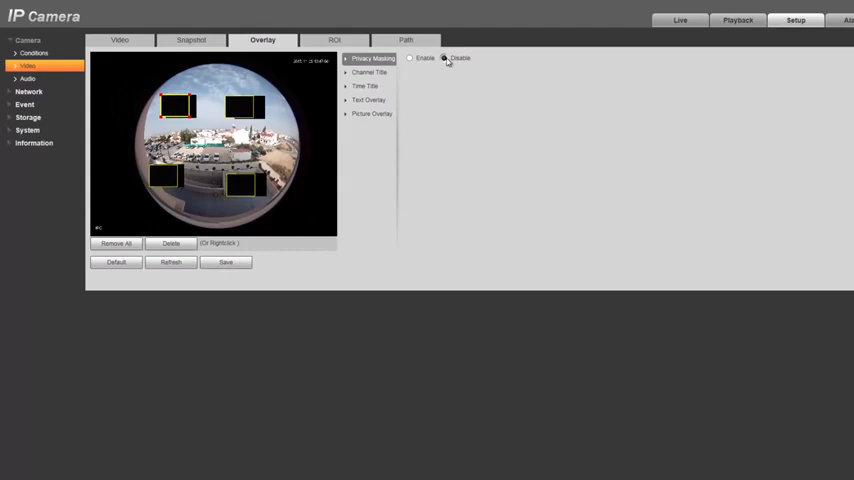 IP Camera
Live
Playback
Setup
Ala
Camera
Conditions
Video
Audio
Network
Event
Storage
System
Information
Video
Snapshot
Overlay
ROI
Path
IPC
Privacy Masking
Channel Title
Time Title
Text Overlay
Picture Overlay
Enable
Disable
Remove All
Delete
(Or Rightclick )
Default
Refresh
Save